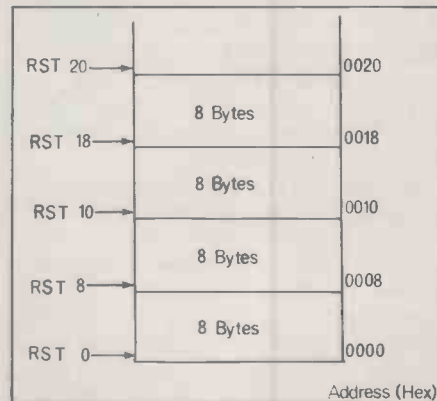 RST 20 0020
8 Bytes
RST 18 0018
8 Bytes
RST 10 0010
8 Bytes
RST 8 0008
8 Bytes
RST 0 0000
Address (Hex)